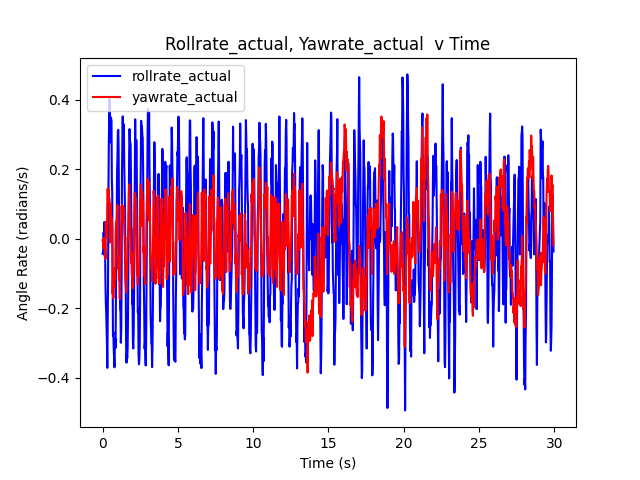 Rollrate_actual, Yawrate_actual  v Time
rollrate_actual
yawrate_actual
Angle Rate (radians/s)
0.4
0.2
0.0
−0.2
−0.4
0 5 10 15 20 25 30
Time (s)